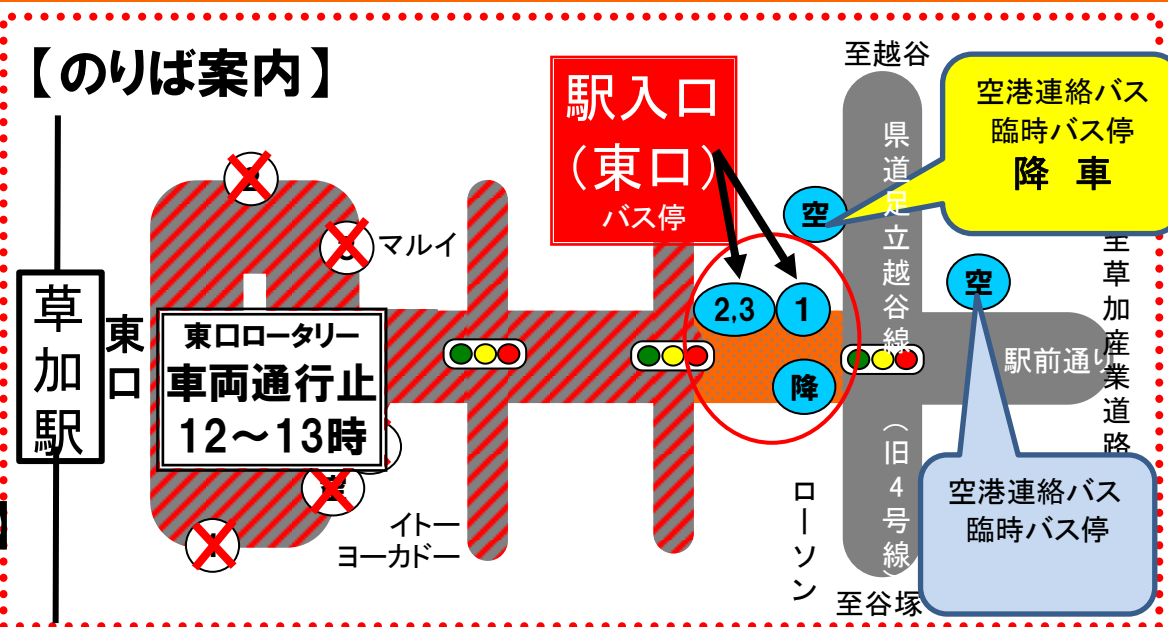 【のりば案内】
駅入口
（東口）
バス停
至越谷
空港連絡バス
臨時バス停
降 車
県道足立越谷線（旧4号線）
空
空
マルイ
2,3
1
降
草加駅
東口
東口ロータリー
車両通行止
12～13時
駅前通り
至草加産業道路
イトー
ヨーカドー
ローソン
空港連絡バス
臨時バス停
至谷塚